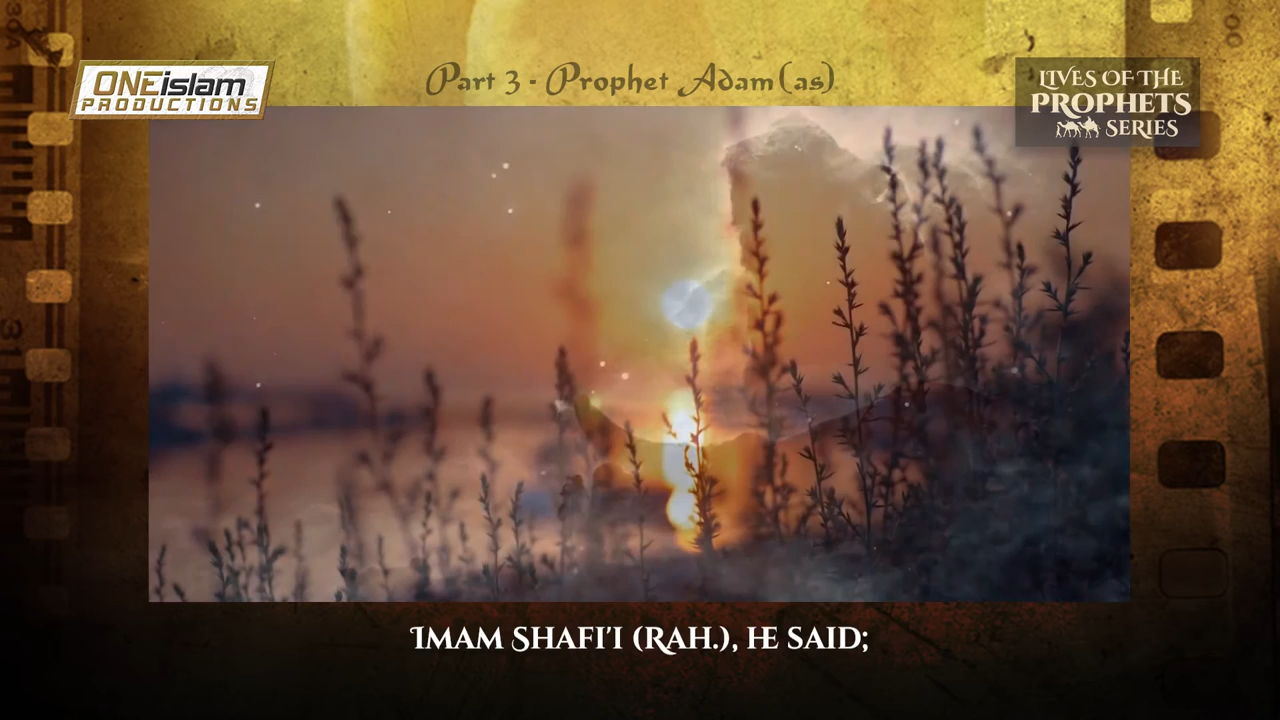 ONEislam
PRODUCTIONS
Part 3 - Prophet Adam (as)
LIVES OF THE
PROPHETS
SERIES
IMAM SHAFI'I (RAH.), HE SAID;